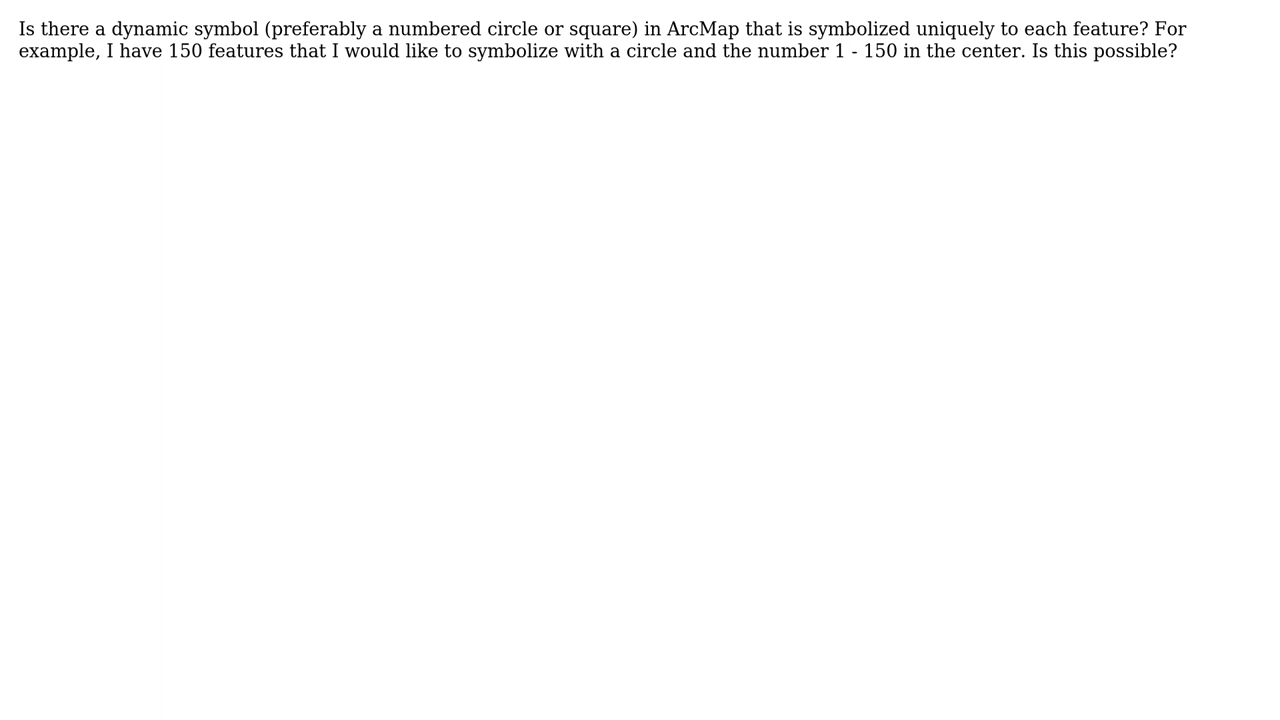 Is there a dynamic symbol (preferably a numbered circle or square) in ArcMap that is symbolized uniquely to each feature? For
example, I have 150 features that I would like to symbolize with a circle and the number 1 - 150 in the center. Is this possible?